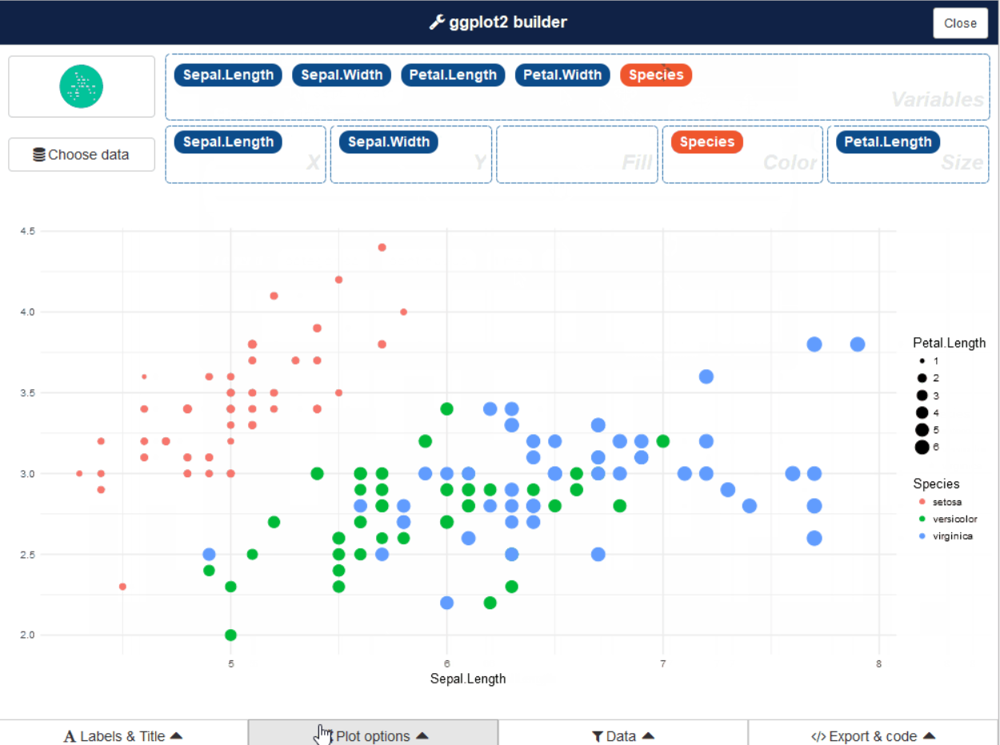 ggplot2 builder
Close
Sepal.Length Sepal.Width Petal.Length Petal.Width Species
Variables
Choose data
Sepal.Length X
Sepal.Width Y
Fill
Species Color
Petal.Length Size
4.5
4.0
3.5
3.0
2.5
2.0
5 6 7 8
Sepal.Length
Petal.Length
1
2
3
4
5
6
Species
setosa
versicolor
virginica
A Labels & Title
Plot options
Data
</> Export & code